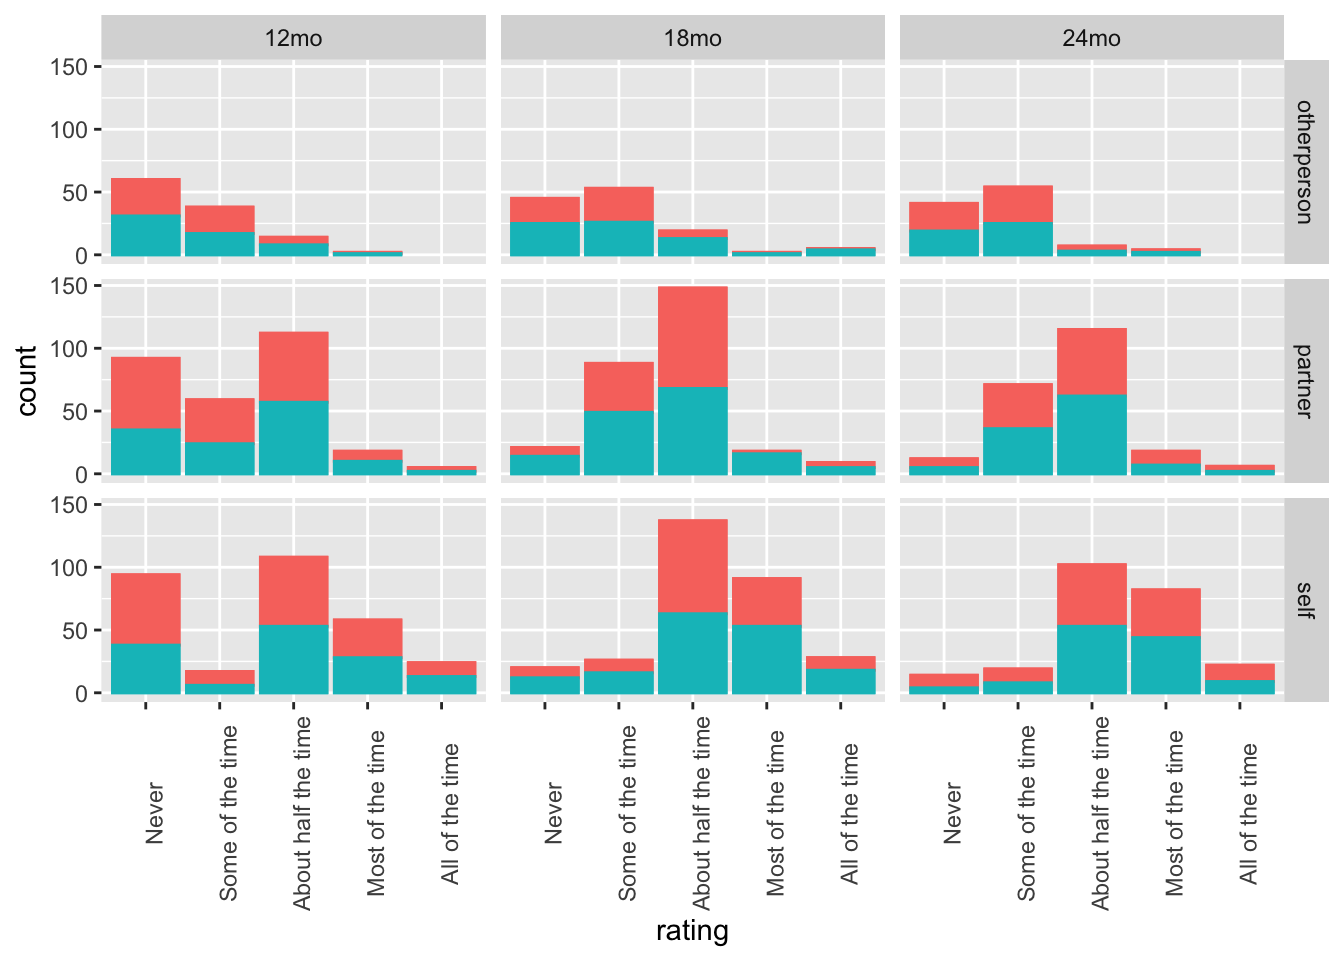 12mo 18mo 24mo
150
100
50
0
otherperson
150
100
50
0
partner
count
150
100
50
0
self
Never Some of the time About half the time Most of the time All of the time Never Some of the time About half the time Most of the time All of the time Never Some of the time About half the time Most of the time All of the time
rating